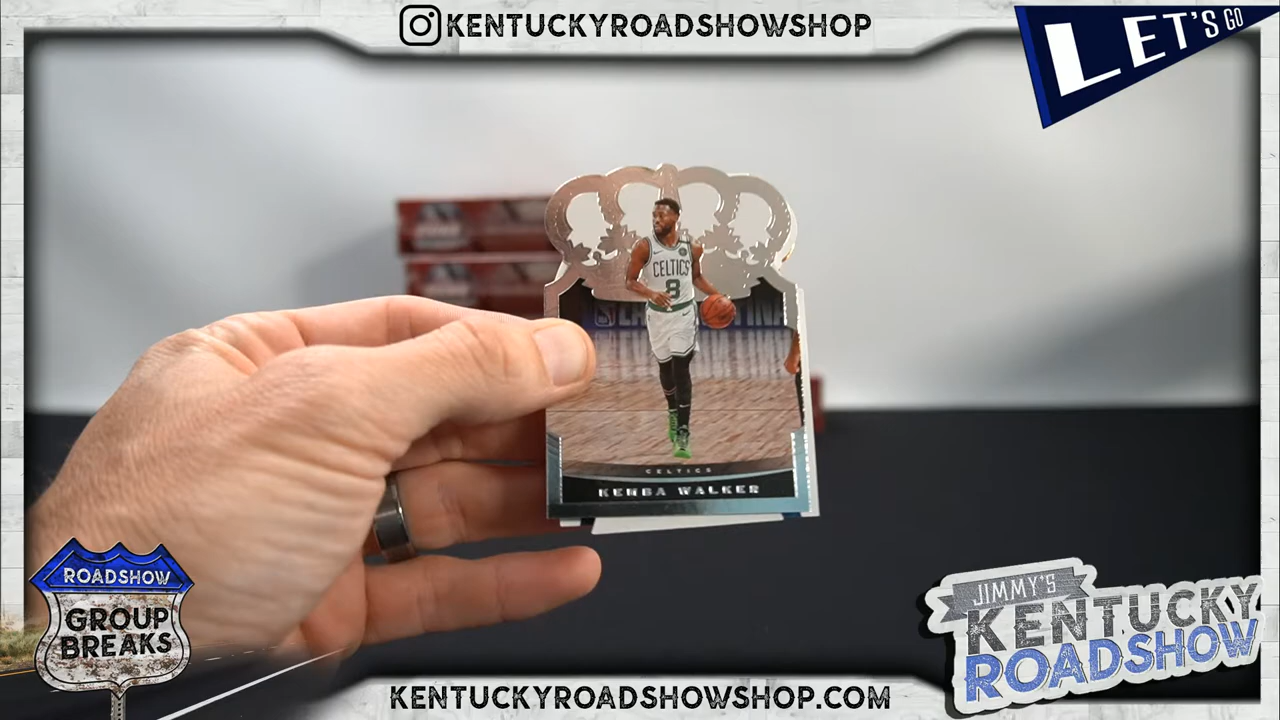 KENTUCKYROADSHOWSHOP
LET'S GO
CELTICS
8
CELTICS
KEMBA WALKER
ROADSHOW
GROUP
BREAKS
JIMMY'S
KENTUCKY
ROADSHOW
KENTUCKYROADSHOWSHOP.COM